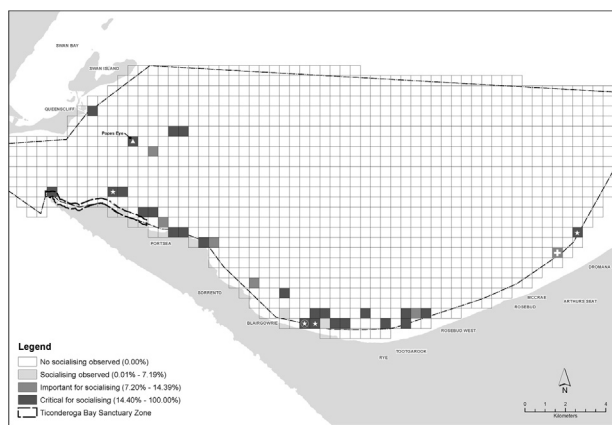 SWAN BAY
SWAN ISLAND
QUEENSCLIFF
Popes Eye
PORTSEA
SORRENTO
BLAIRGOWRIE
RYE
TOOTGAROOK
ROSEBUD WEST
ROSEBUD
MCCRAE
ARTHURS SEAT
DROMANA
Legend
No socialising observed (0.00%)
Socialising observed (0.01% - 7.19%)
Important for socialising (7.20% - 14.39%)
Critical for socialising (14.40% - 100.00%)
Ticonderoga Bay Sanctuary Zone
N
0 1 2 4
Kilometers